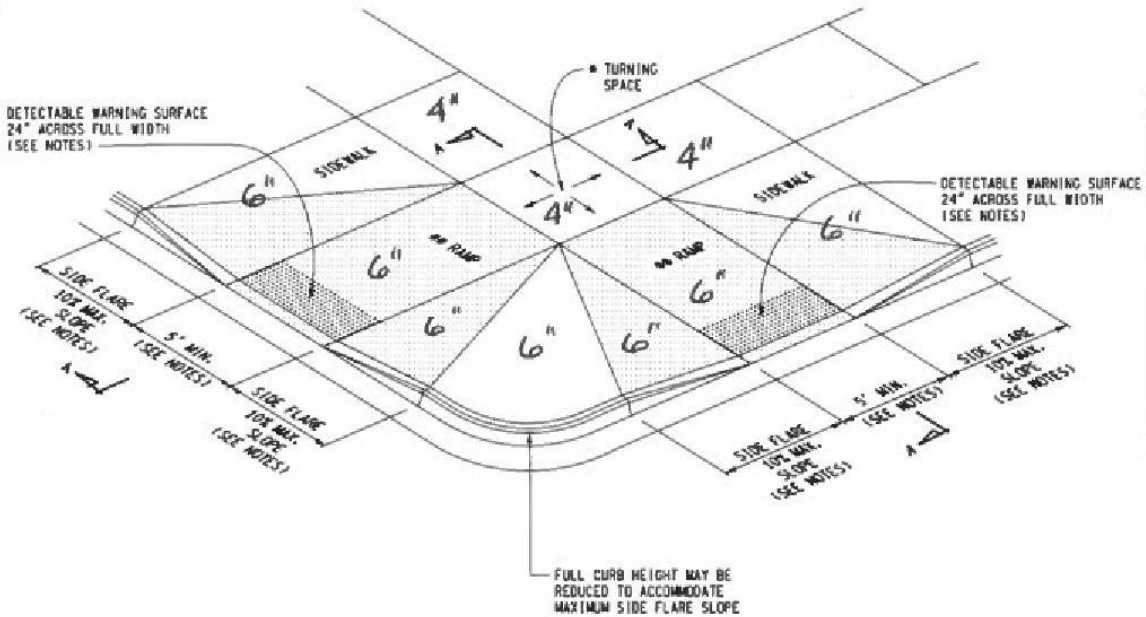 * TURNING
SPACE
DETECTABLE WARNING SURFACE
24" ACROSS FULL WIDTH
(SEE NOTES)
4"
A
A
4"
SIDEWALK
SIDEWALK
DETECTABLE WARNING SURFACE
24" ACROSS FULL WIDTH
(SEE NOTES)
6"
4"
6"
** RAMP
** RAMP
6"
6"
6"
6"
6"
SIDE FLARE
10% MAX.
SLOPE
(SEE NOTES)
5' MIN.
(SEE NOTES)
A
SIDE FLARE
10% MAX.
SLOPE
(SEE NOTES)
SIDE FLARE
10% MAX.
SLOPE
(SEE NOTES)
5' MIN.
(SEE NOTES)
A
SIDE FLARE
10% MAX.
SLOPE
(SEE NOTES)
FULL CURB HEIGHT MAY BE
REDUCED TO ACCOMMODATE
MAXIMUM SIDE FLARE SLOPE